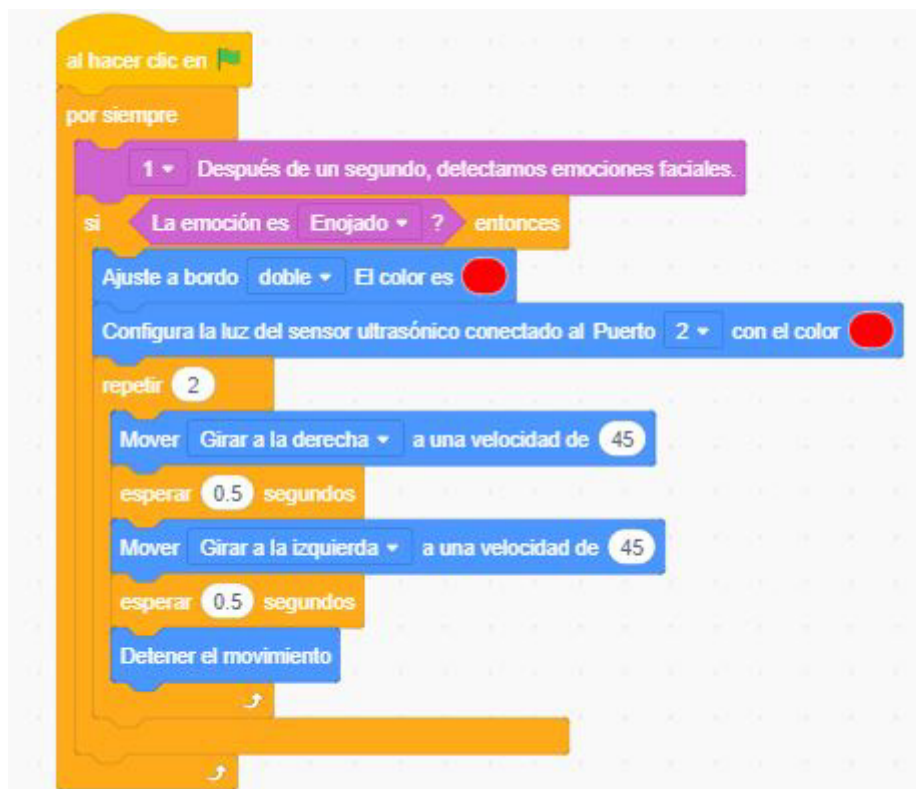 al hacer clic en
por siempre
1 Después de un segundo, detectamos emociones faciales.
si La emoción es Enojado ? entonces
Ajuste a bordo doble El color es
Configura la luz del sensor ultrasónico conectado al Puerto 2 con el color
repetir 2
Mover Girar a la derecha a una velocidad de 45
esperar 0.5 segundos
Mover Girar a la izquierda a una velocidad de 45
esperar 0.5 segundos
Detener el movimiento